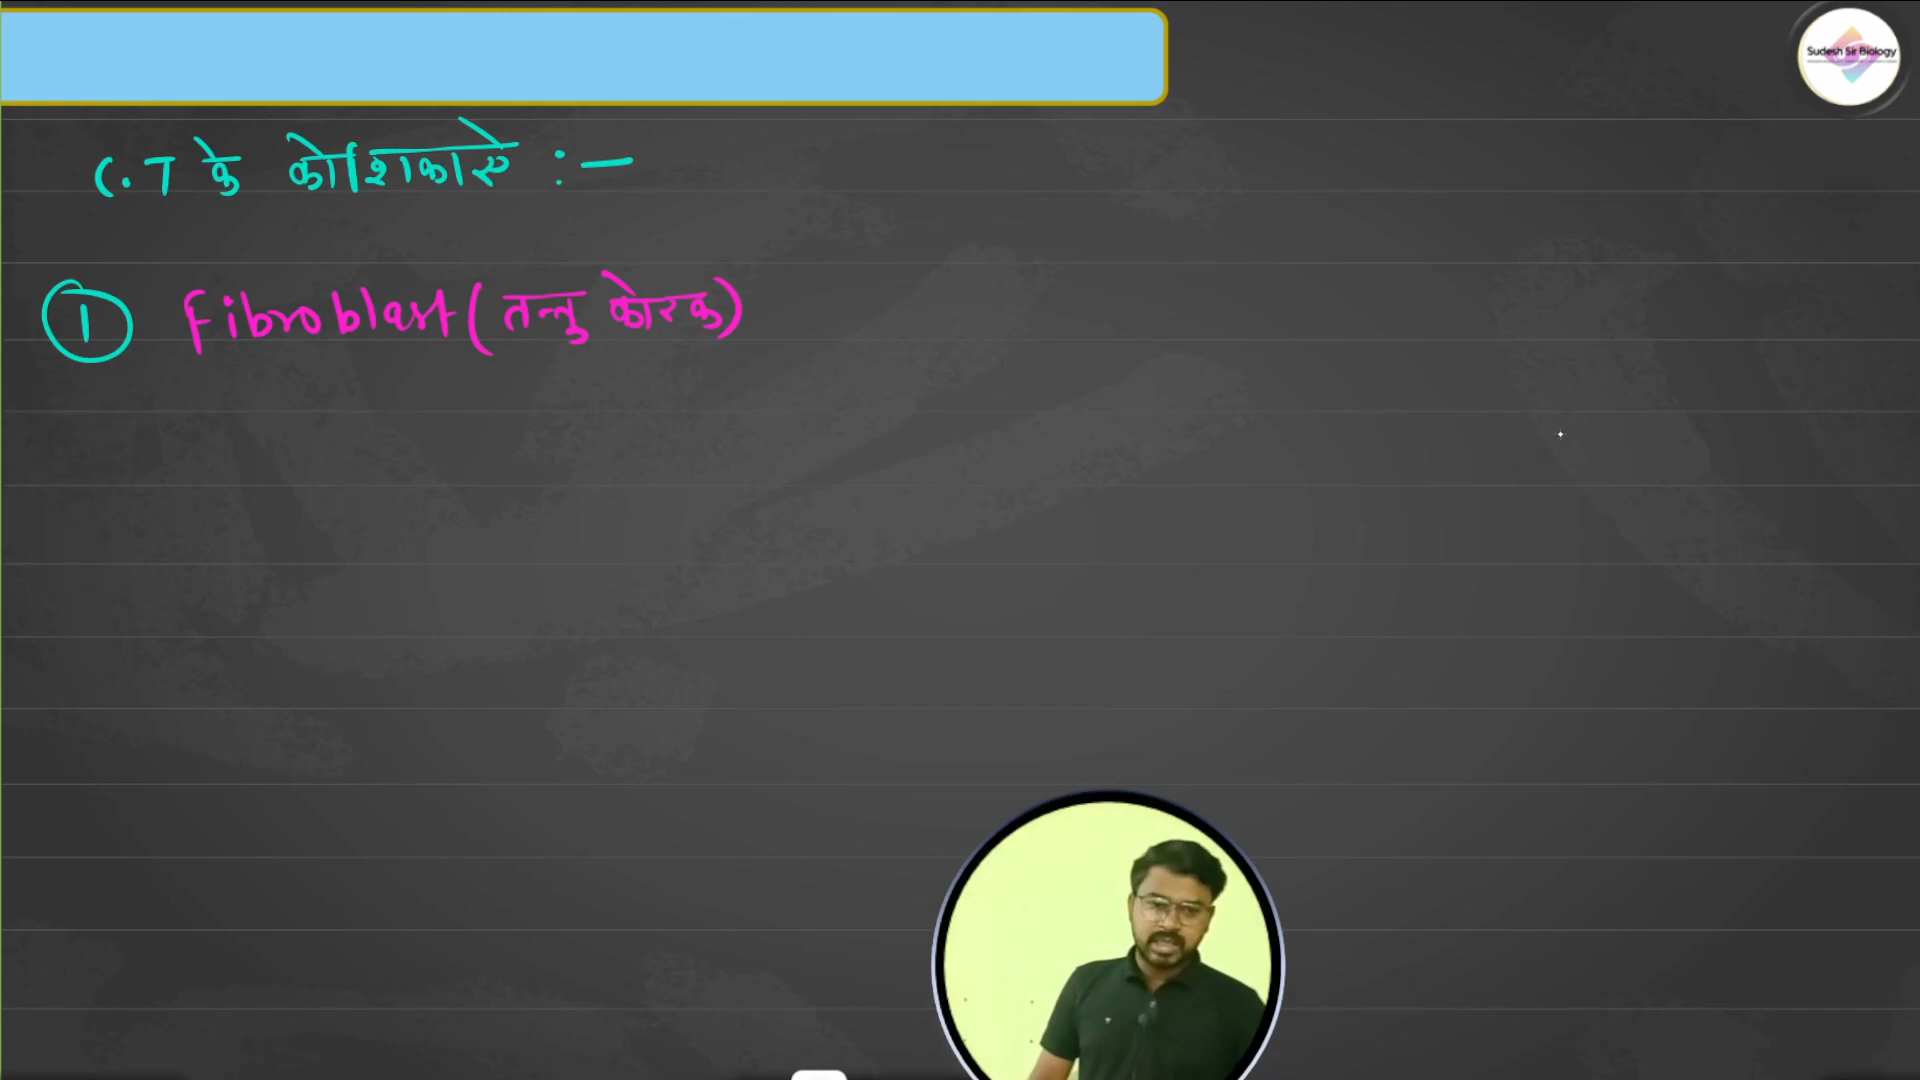 Sudesh Sir Biology
C.T के कोशिकाऐ :-
① Fibroblast (तन्तु कोरक)